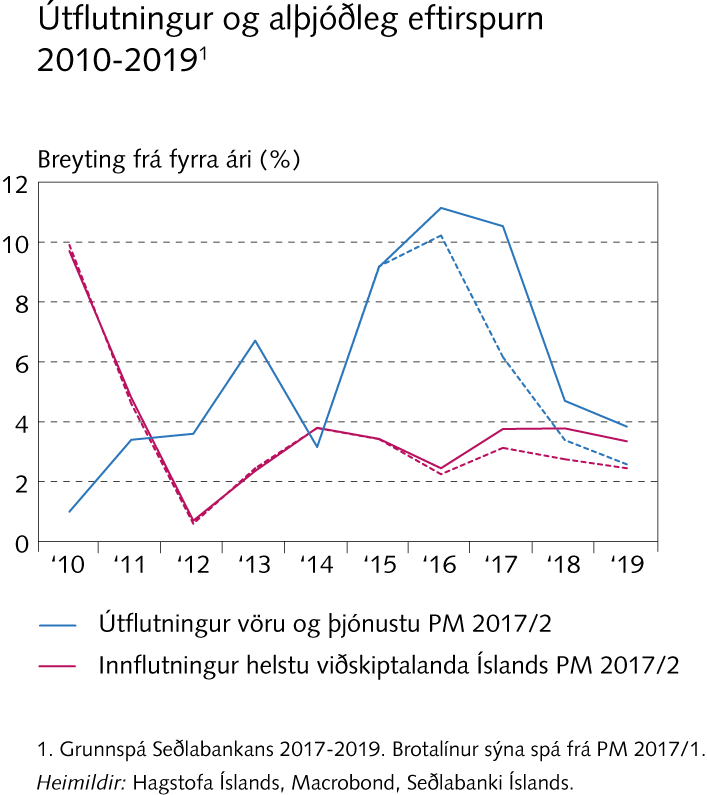 Útflutningur og alþjóðleg eftirspurn
2010-2019¹
Breyting frá fyrra ári (%)
12
10
8
6
4
2
0
‘10 ‘11 ‘12 ‘13 ‘14 ‘15 ‘16 ‘17 ‘18 ‘19
Útflutningur vöru og þjónustu PM 2017/2
Innflutningur helstu viðskiptalanda Íslands PM 2017/2
1. Grunnspá Seðlabankans 2017-2019. Brotalínur sýna spá frá PM 2017/1.
Heimildir: Hagstofa Íslands, Macrobond, Seðlabanki Íslands.